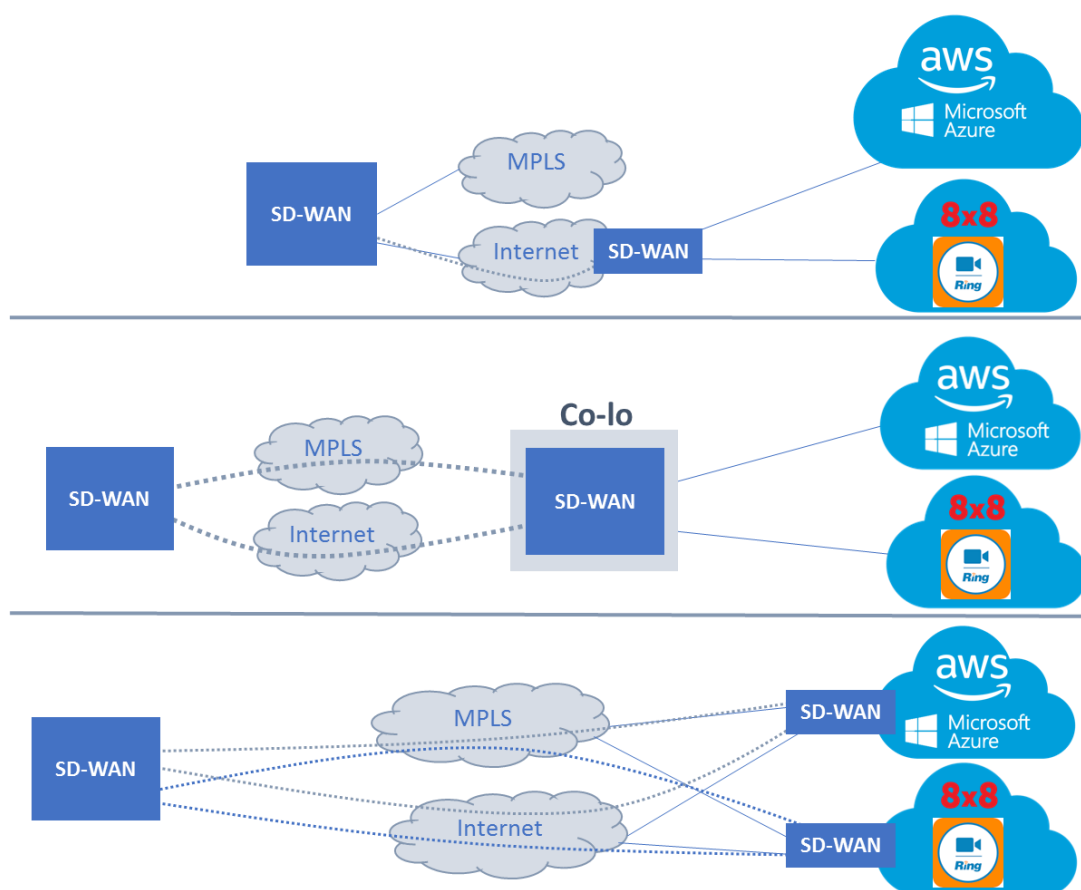 aws
Microsoft
Azure
MPLS
SD-WAN
8x8
Internet
SD-WAN
Ring
Co-lo
aws
MPLS
Microsoft
Azure
SD-WAN
SD-WAN
8x8
Internet
Ring
aws
MPLS
SD-WAN
Microsoft
Azure
SD-WAN
8x8
Internet
SD-WAN
Ring